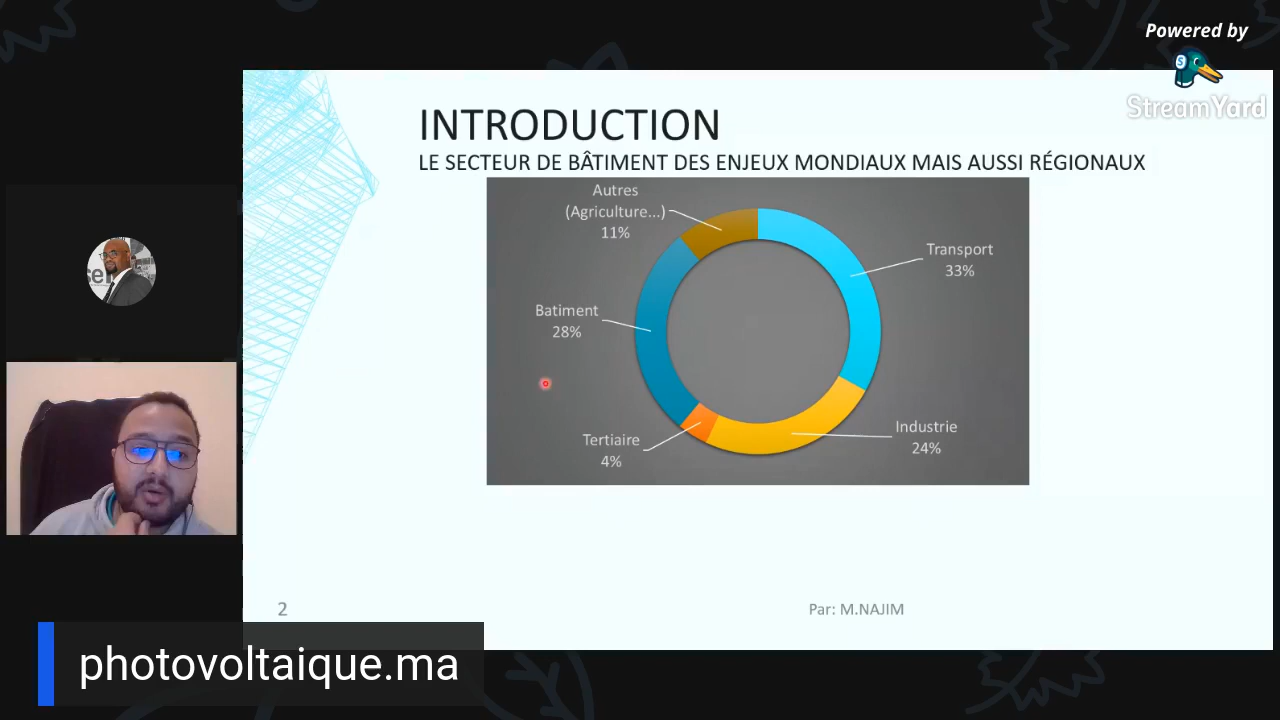 Powered by
StreamYard
INTRODUCTION
LE SECTEUR DE BÂTIMENT DES ENJEUX MONDIAUX MAIS AUSSI RÉGIONAUX
Autres
(Agriculture...)
11%
Transport
33%
Batiment
28%
Industrie
24%
Tertiaire
4%
2
Par: M.NAJIM
photovoltaique.ma